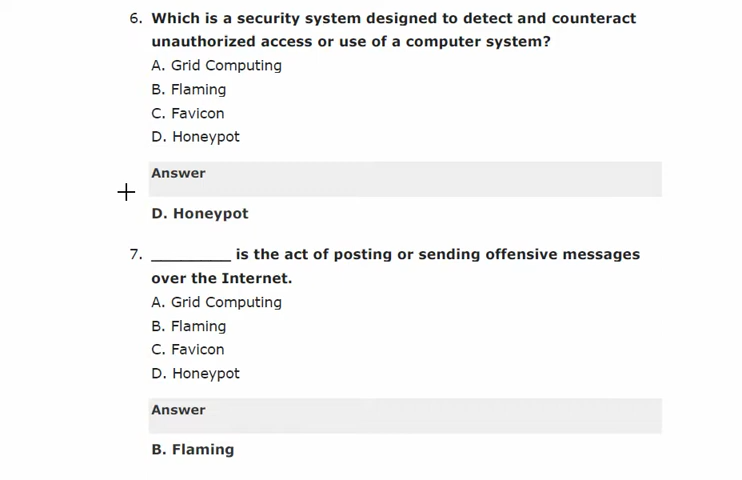 6. Which is a security system designed to detect and counteract
unauthorized access or use of a computer system?
A. Grid Computing
B. Flaming
C. Favicon
D. Honeypot
Answer
D. Honeypot
7. ________ is the act of posting or sending offensive messages
over the Internet.
A. Grid Computing
B. Flaming
C. Favicon
D. Honeypot
Answer
B. Flaming